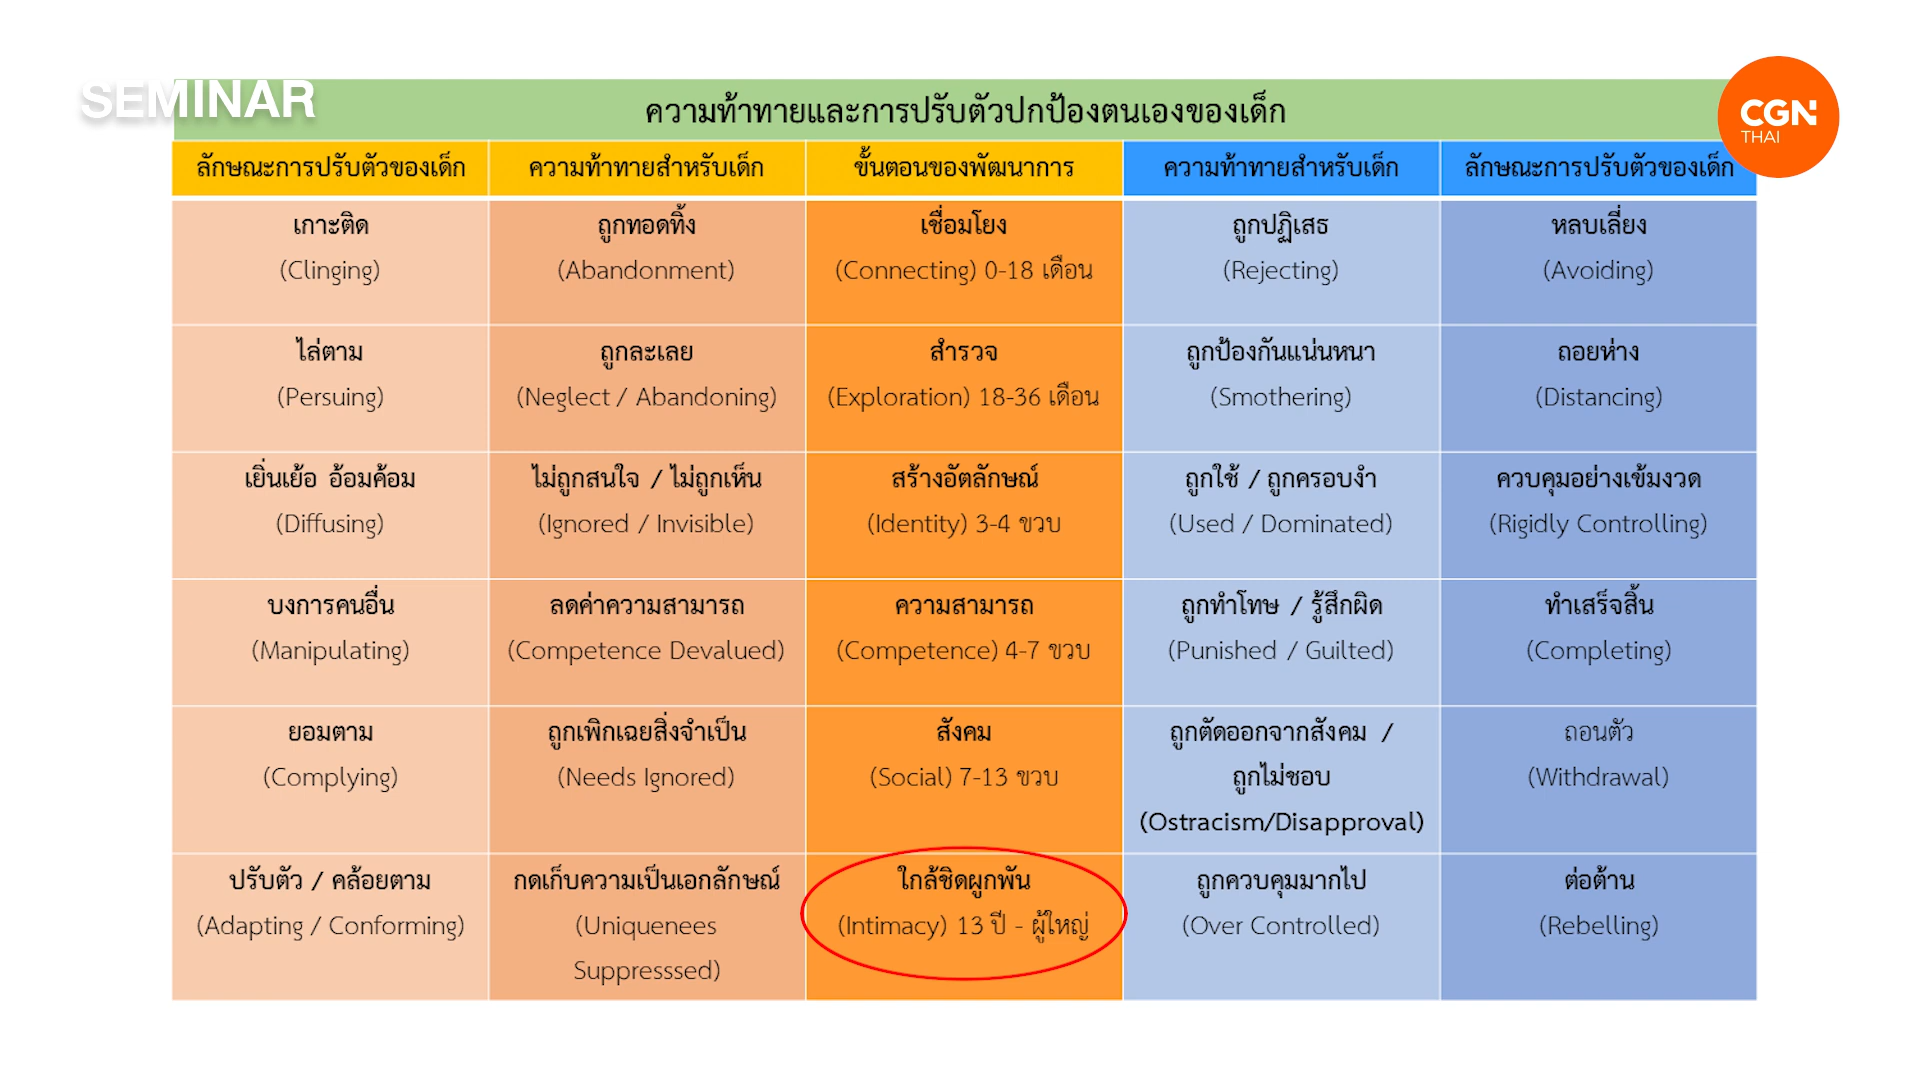 SEMINAR
CGN
THAI
ความท้าทายและการปรับตัวปกป้องตนเองของเด็ก
ลักษณะการปรับตัวของเด็ก
ความท้าทายสำหรับเด็ก
ขั้นตอนของพัฒนาการ
ความท้าทายสำหรับเด็ก
ลักษณะการปรับตัวของเด็ก
เกาะติด
(Clinging)
ถูกทอดทิ้ง
(Abandonment)
เชื่อมโยง
(Connecting) 0-18 เดือน
ถูกปฏิเสธ
(Rejecting)
หลบเลี่ยง
(Avoiding)
ไล่ตาม
(Persuing)
ถูกละเลย
(Neglect / Abandoning)
สำรวจ
(Exploration) 18-36 เดือน
ถูกป้องกันแน่นหนา
(Smothering)
ถอยห่าง
(Distancing)
เยิ่นเย้อ อ้อมค้อม
(Diffusing)
ไม่ถูกสนใจ / ไม่ถูกเห็น
(Ignored / Invisible)
สร้างอัตลักษณ์
(Identity) 3-4 ขวบ
ถูกใช้ / ถูกครอบงำ
(Used / Dominated)
ควบคุมอย่างเข้มงวด
(Rigidly Controlling)
บงการคนอื่น
(Manipulating)
ลดค่าความสามารถ
(Competence Devalued)
ความสามารถ
(Competence) 4-7 ขวบ
ถูกทำโทษ / รู้สึกผิด
(Punished / Guilted)
ทำเสร็จสิ้น
(Completing)
ยอมตาม
(Complying)
ถูกเพิกเฉยสิ่งจำเป็น
(Needs Ignored)
สังคม
(Social) 7-13 ขวบ
ถูกตัดออกจากสังคม /
ถูกไม่ชอบ
(Ostracism/Disapproval)
ถอนตัว
(Withdrawal)
ปรับตัว / คล้อยตาม
(Adapting / Conforming)
กดเก็บความเป็นเอกลักษณ์
(Uniquenees
Suppresssed)
ใกล้ชิดผูกพัน
(Intimacy) 13 ปี - ผู้ใหญ่
ถูกควบคุมมากไป
(Over Controlled)
ต่อต้าน
(Rebelling)